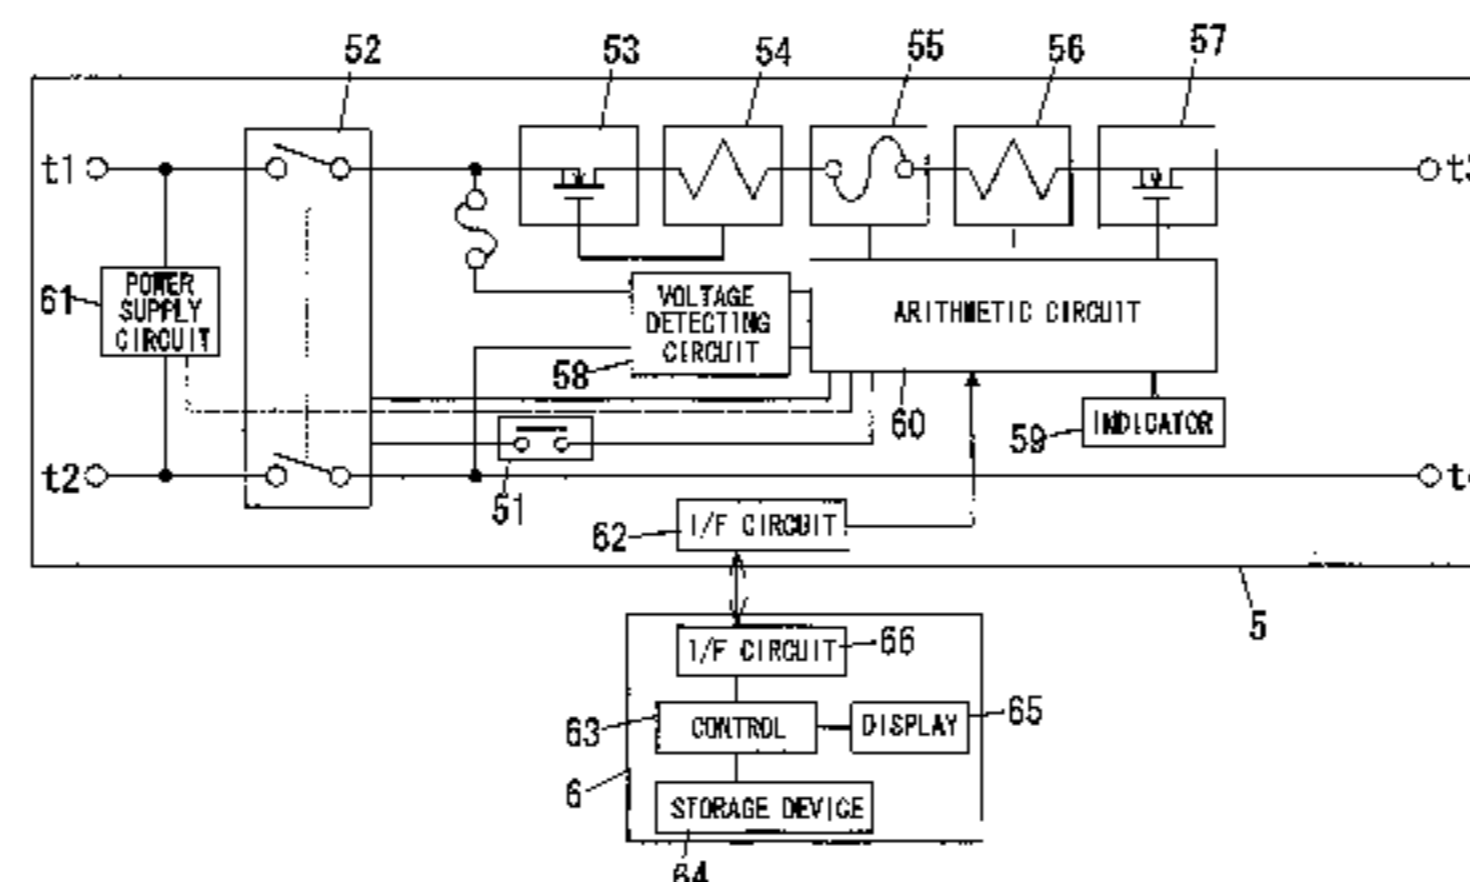 52
53
54
55
56
57
t1
t3
61
POWER
SUPPLY
CIRCUIT
VOLTAGE
DETECTING
CIRCUIT
58
ARITHMETIC CIRCUIT
60
59
INDICATOR
t2
51
62
I/F CIRCUIT
5
I/F CIRCUIT
66
63
CONTROL
DISPLAY
65
6
STORAGE DEVICE
64